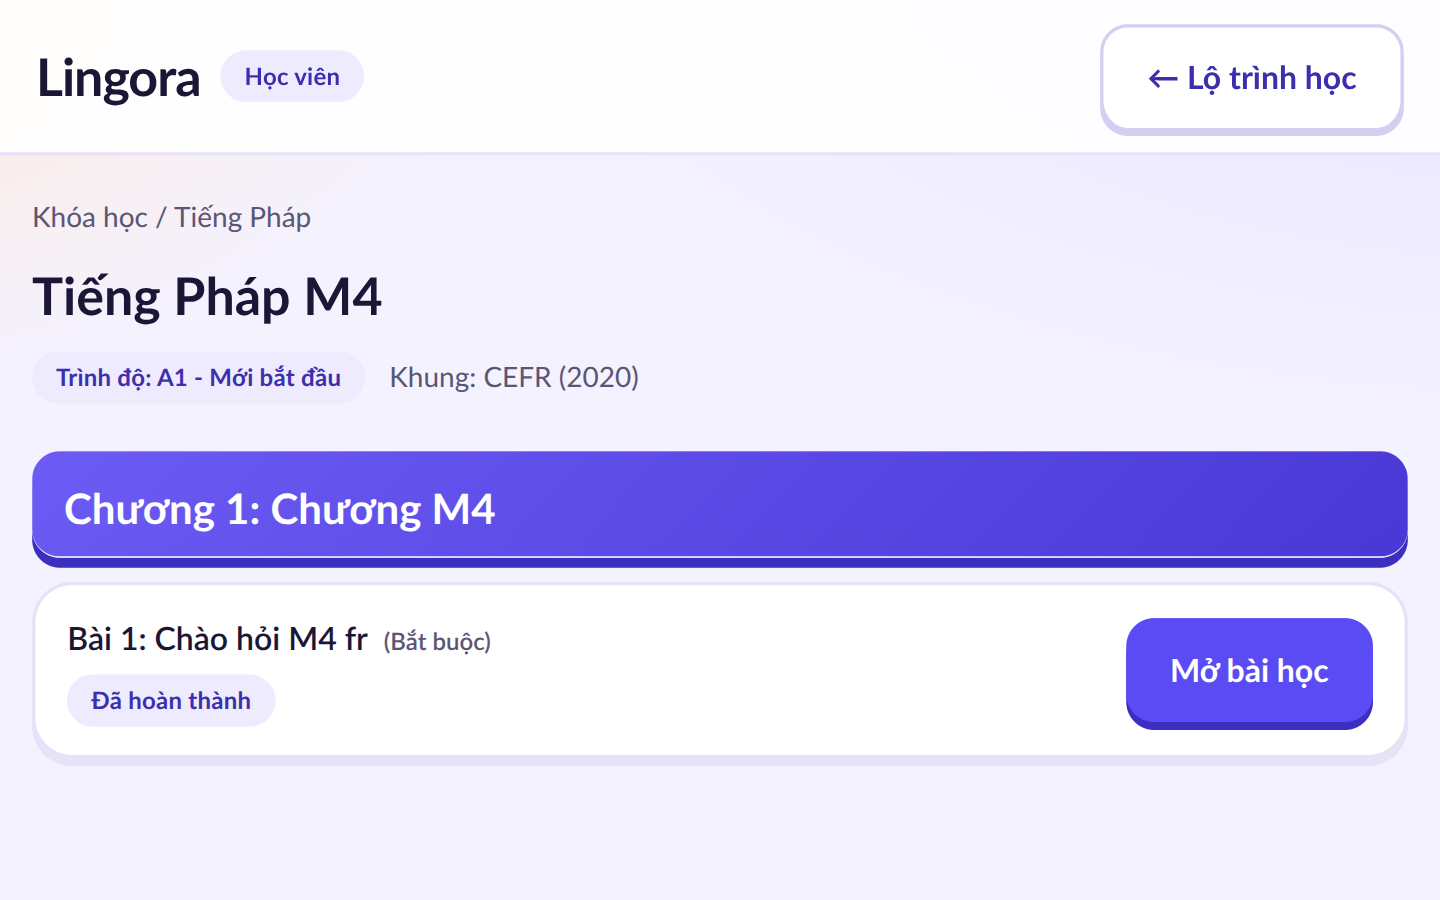 Lingora
Học viên
← Lộ trình học
Khóa học / Tiếng Pháp
Tiếng Pháp M4
Trình độ: A1 - Mới bắt đầu
Khung: CEFR (2020)
Chương 1: Chương M4
Bài 1: Chào hỏi M4 fr (Bắt buộc)
Đã hoàn thành
Mở bài học